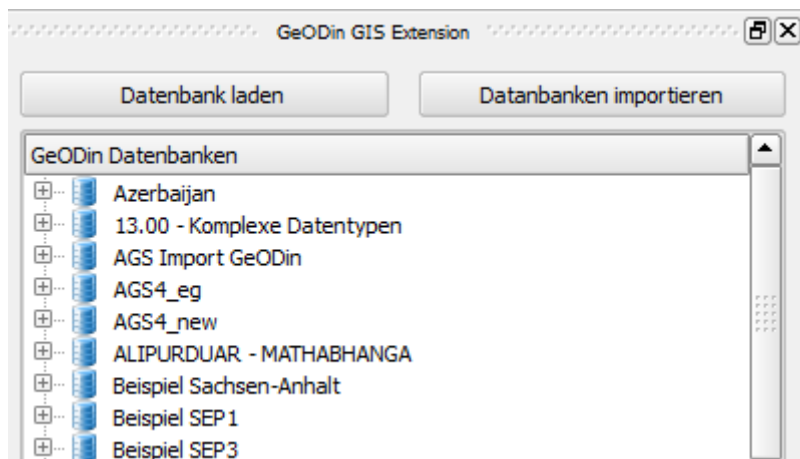 GeODin GIS Extension
Datenbank laden Datanbanken importieren
GeODin Datenbanken
Azerbaijan
13.00 - Komplexe Datentypen
AGS Import GeODin
AGS4_eg
AGS4_new
ALIPURDUAR - MATHABHANGA
Beispiel Sachsen-Anhalt
Beispiel SEP1
Beispiel SEP3